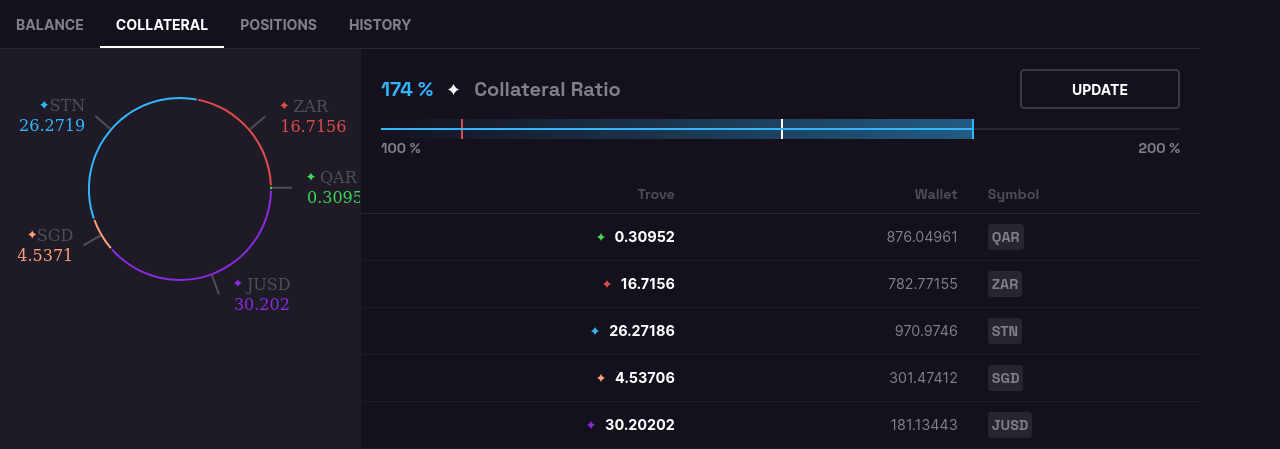 BALANCE COLLATERAL POSITIONS HISTORY
✦STN
26.2719
✦ ZAR
16.7156
✦ QAR
0.3095
✦SGD
4.5371
✦ JUSD
30.202
174 % ✦ Collateral Ratio
UPDATE
100 % 200 %
Trove Wallet Symbol
✦ 0.30952 876.04961 QAR
✦ 16.7156 782.77155 ZAR
✦ 26.27186 970.9746 STN
✦ 4.53706 301.47412 SGD
✦ 30.20202 181.13443 JUSD